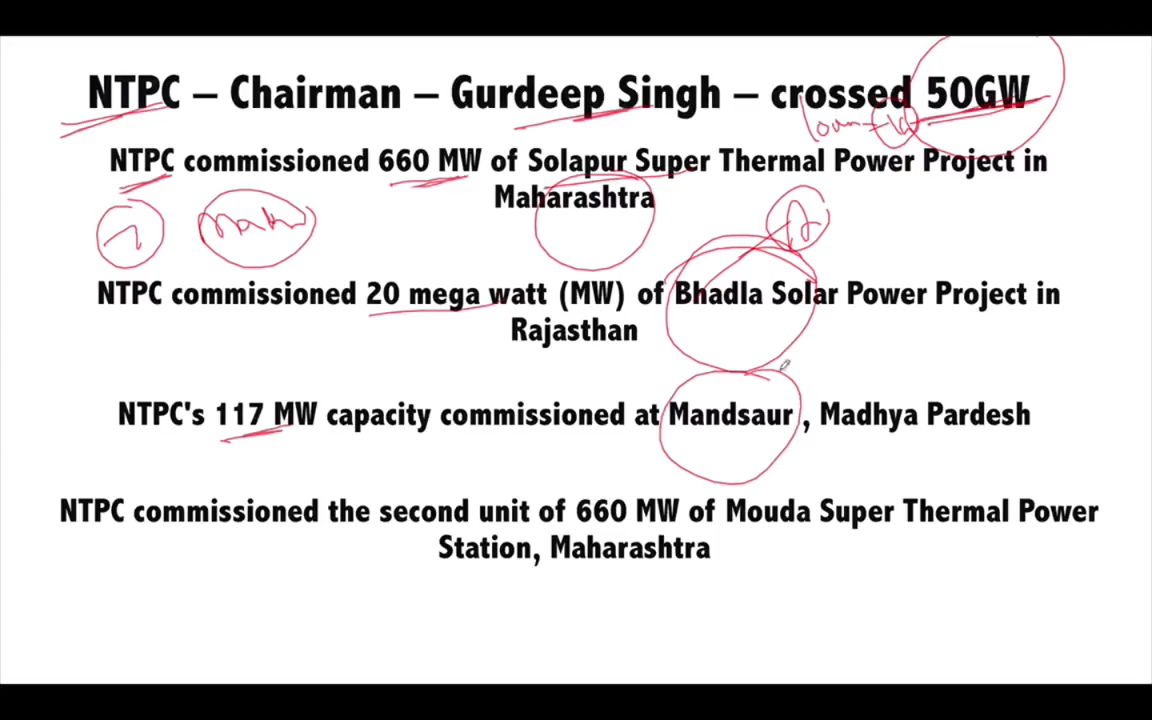 NTPC – Chairman – Gurdeep Singh – crossed 50GW
NTPC commissioned 660 MW of Solapur Super Thermal Power Project in
Maharashtra
NTPC commissioned 20 mega watt (MW) of Bhadla Solar Power Project in
Rajasthan
NTPC's 117 MW capacity commissioned at Mandsaur , Madhya Pardesh
NTPC commissioned the second unit of 660 MW of Mouda Super Thermal Power
Station, Maharashtra